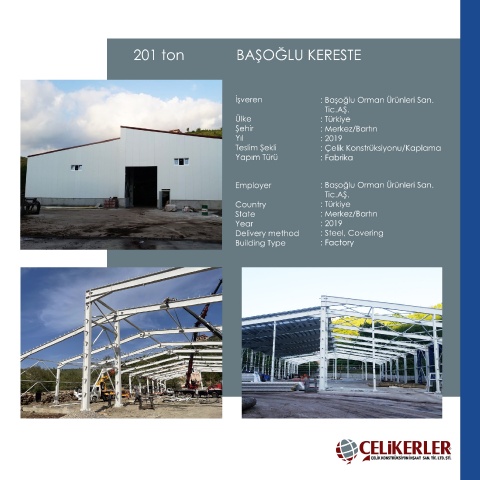 201 ton BAŞOĞLU KERESTE
İşveren : Başoğlu Orman Ürünleri San.
Tic.AŞ.
Ülke : Türkiye
Şehir : Merkez/Bartın
Yıl : 2019
Teslim Şekli : Çelik Konstrüksiyonu/Kaplama
Yapım Türü : Fabrika
Employer : Başoğlu Orman Ürünleri San.
Tic.AŞ.
Country : Türkiye
State : Merkez/Bartın
Year : 2019
Delivery method : Steel, Covering
Building Type : Factory
ÇELİKERLER
ÇELİK KONSTRÜKSİYON İNŞAAT SAN. TİC. LTD. ŞTİ.